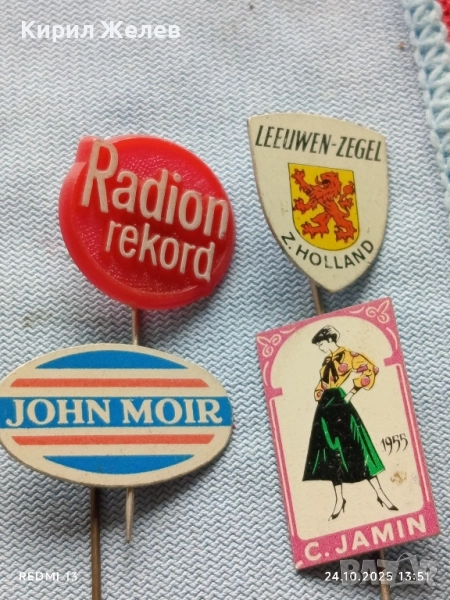 Кирил Желев
Radion
rekord
LEEUWEN-ZEGEL
Z. HOLLAND
JOHN MOIR
1955
C. JAMIN
REDMI 13
24.10.2025 13:51